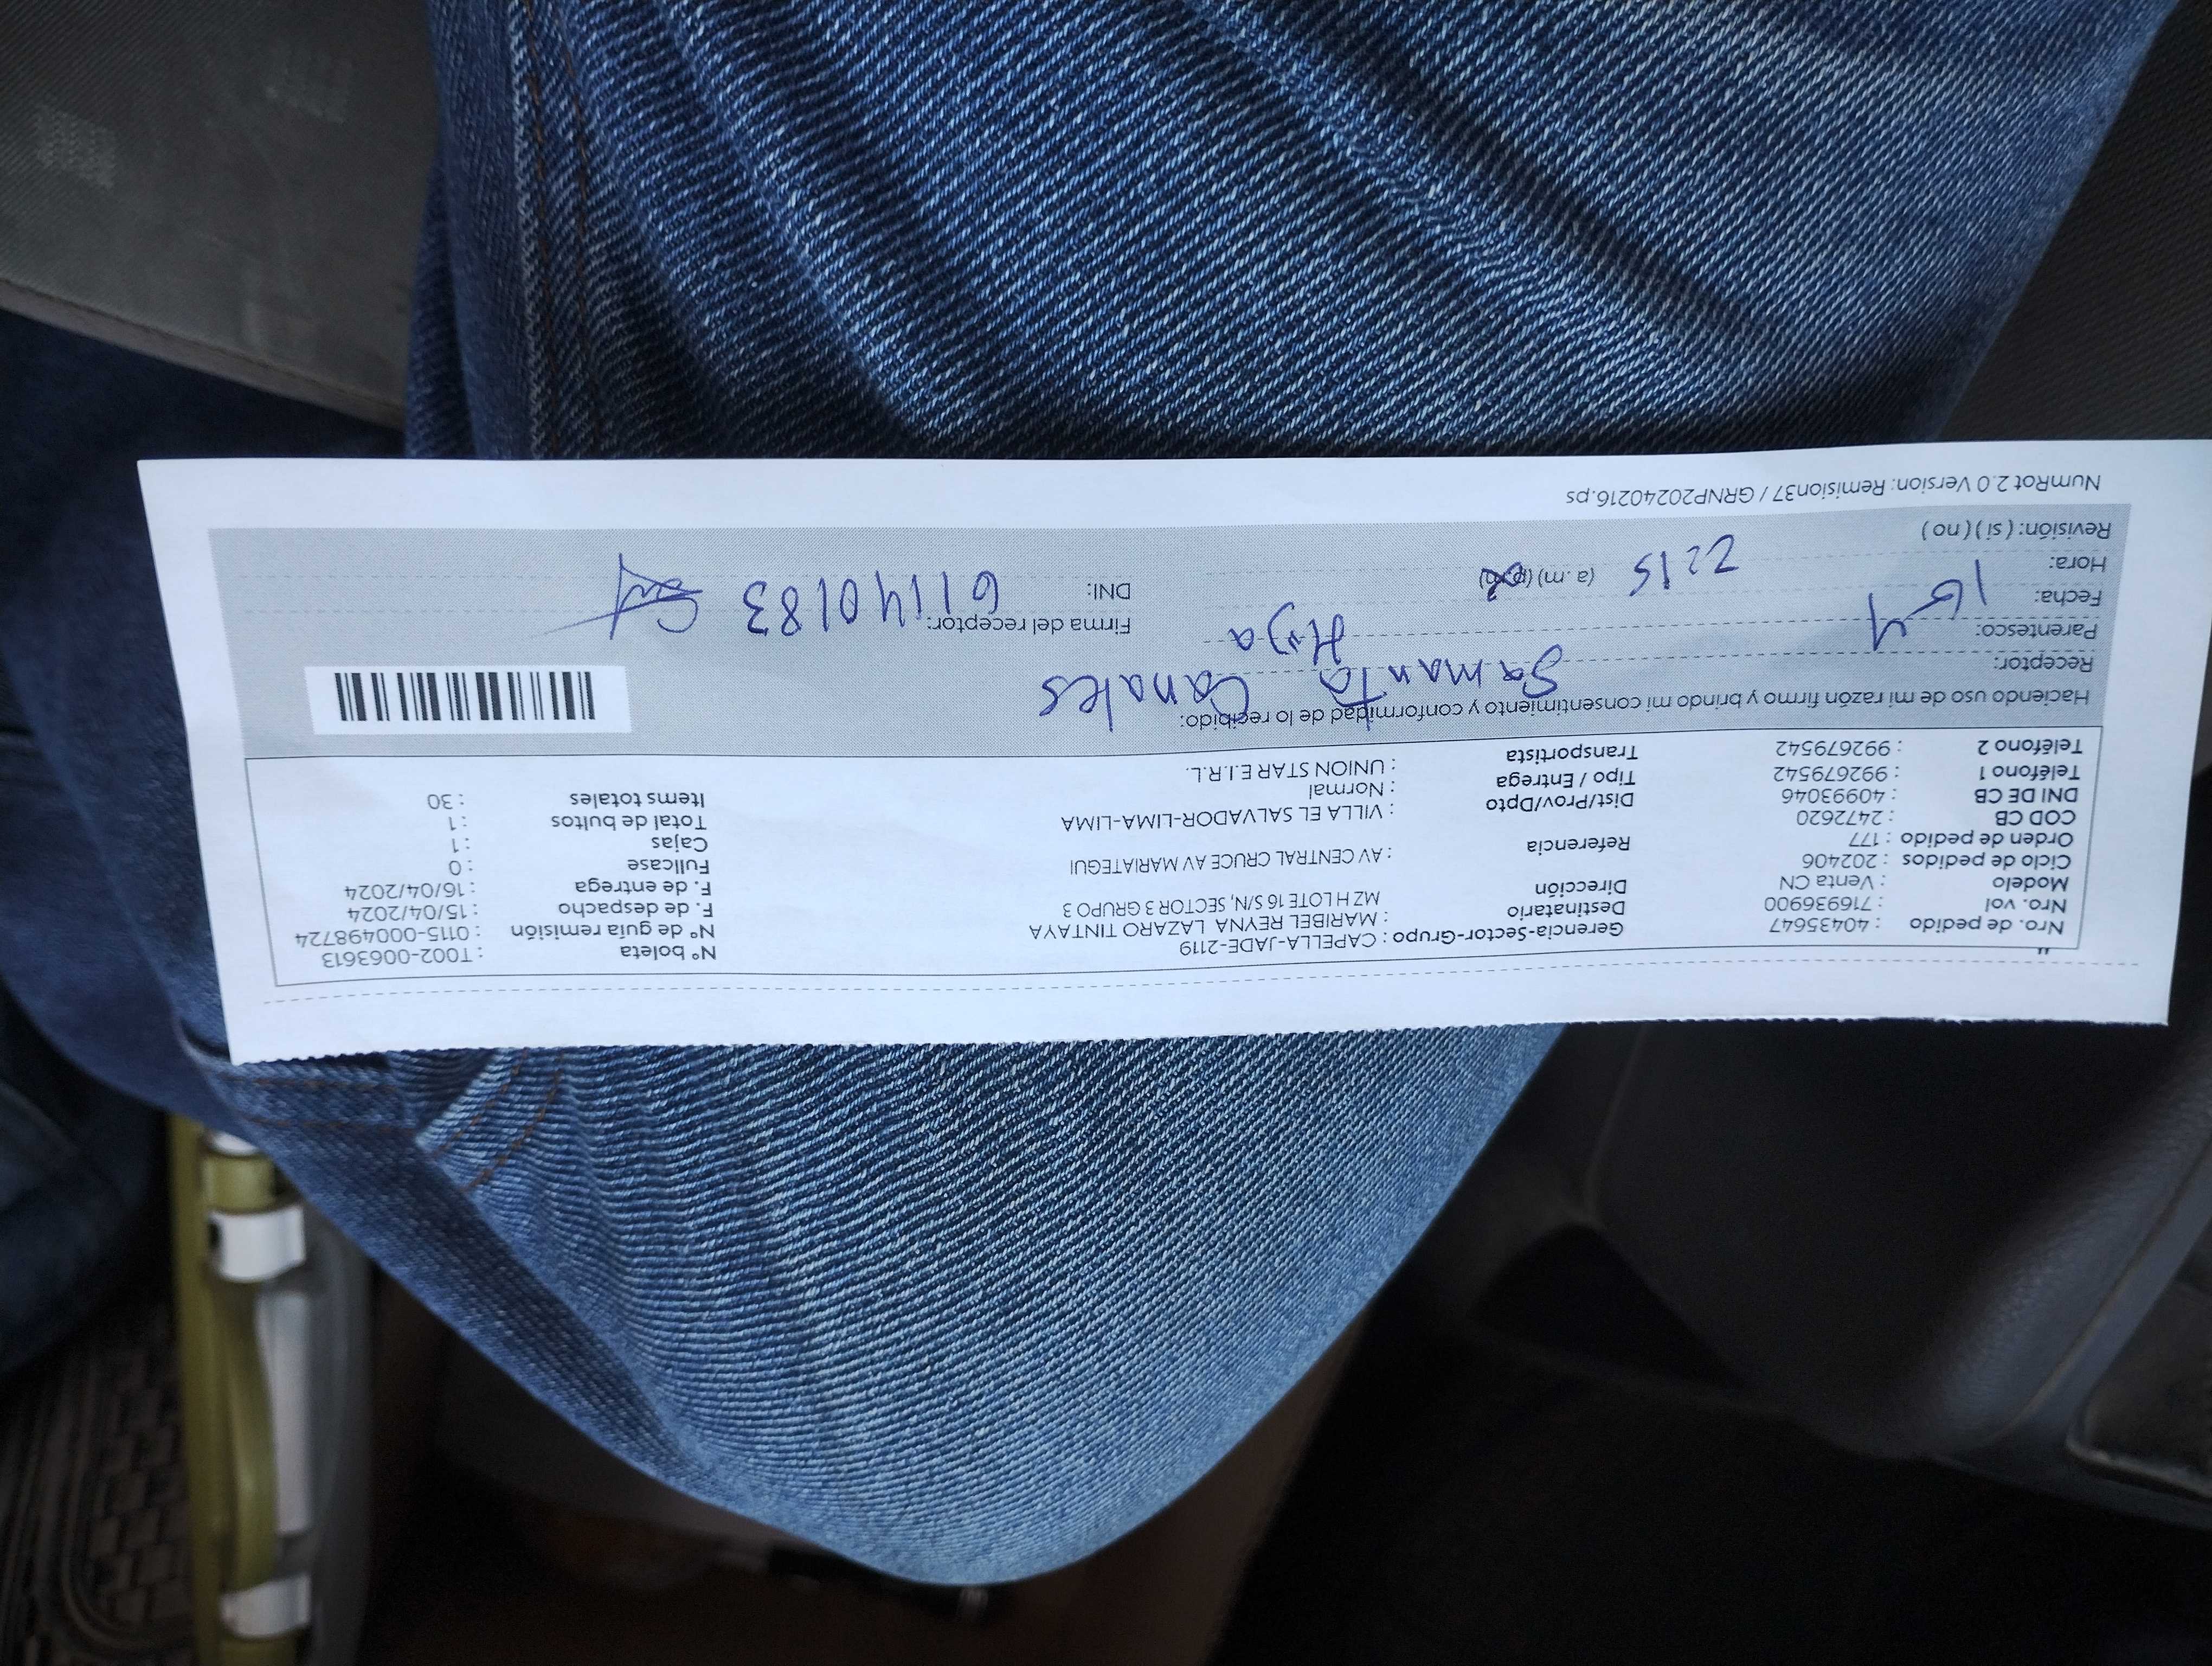 Nro. de pedido : 40435647
Nro. vol : 716936900
Modelo : Venta CN
Ciclo de pedidos : 202406
Orden de pedido : 177
COD CB : 2472620
DNI DE CB : 40993046
Teléfono 1 : 992679542
Teléfono 2 : 992679542
Gerencia-Sector-Grupo : CAPELLA-JADE-2119
Destinatario : MARIBEL REYNA LAZARO TINTAYA
Dirección MZ H LOTE 16 S/N, SECTOR 3 GRUPO 3
Referencia : AV CENTRAL CRUCE AV MARIATEGUI
Dist/Prov/Dpto : VILLA EL SALVADOR-LIMA-LIMA
Tipo / Entrega : Normal
Transportista : UNION STAR E.I.R.L.
N° boleta : T002-0063613
N° de guía remisión : 0115-000498724
F. de despacho : 15/04/2024
F. de entrega : 16/04/2024
Fullcase : 0
Cajas : 1
Total de bultos : 1
Items totales : 30
Haciendo uso de mi razón firmo y brindo mi consentimiento y conformidad de lo recibido:
Receptor: Samanta Canales
Parentesco: Hija
Fecha: 16-4
Hora: 2215 (a.m) (p.m)
Revisión: ( si ) ( no )
Firma del receptor:
DNI: 61140183
NumRot 2.0 Version: Remision37 / GRNP20240216.ps